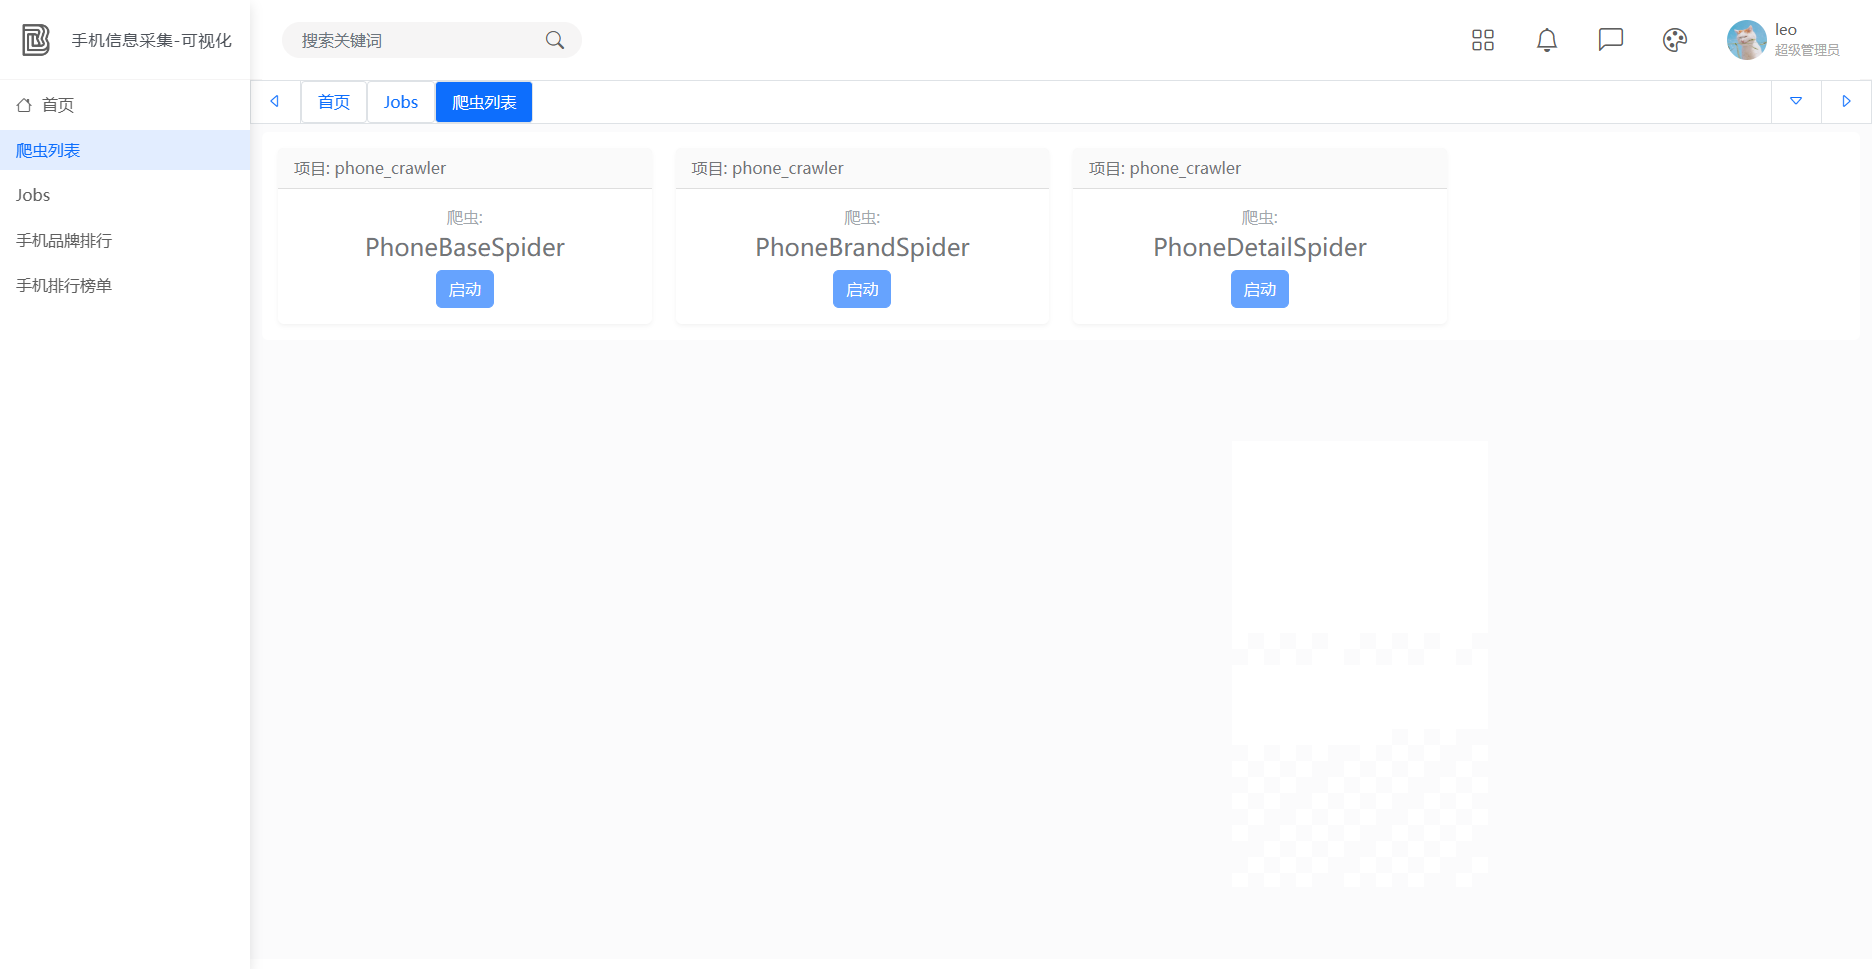 手机信息采集-可视化
搜索关键词
leo
超级管理员
首页
爬虫列表
Jobs
手机品牌排行
手机排行榜单
首页
Jobs
爬虫列表
项目: phone_crawler
爬虫:
PhoneBaseSpider
启动
项目: phone_crawler
爬虫:
PhoneBrandSpider
启动
项目: phone_crawler
爬虫:
PhoneDetailSpider
启动